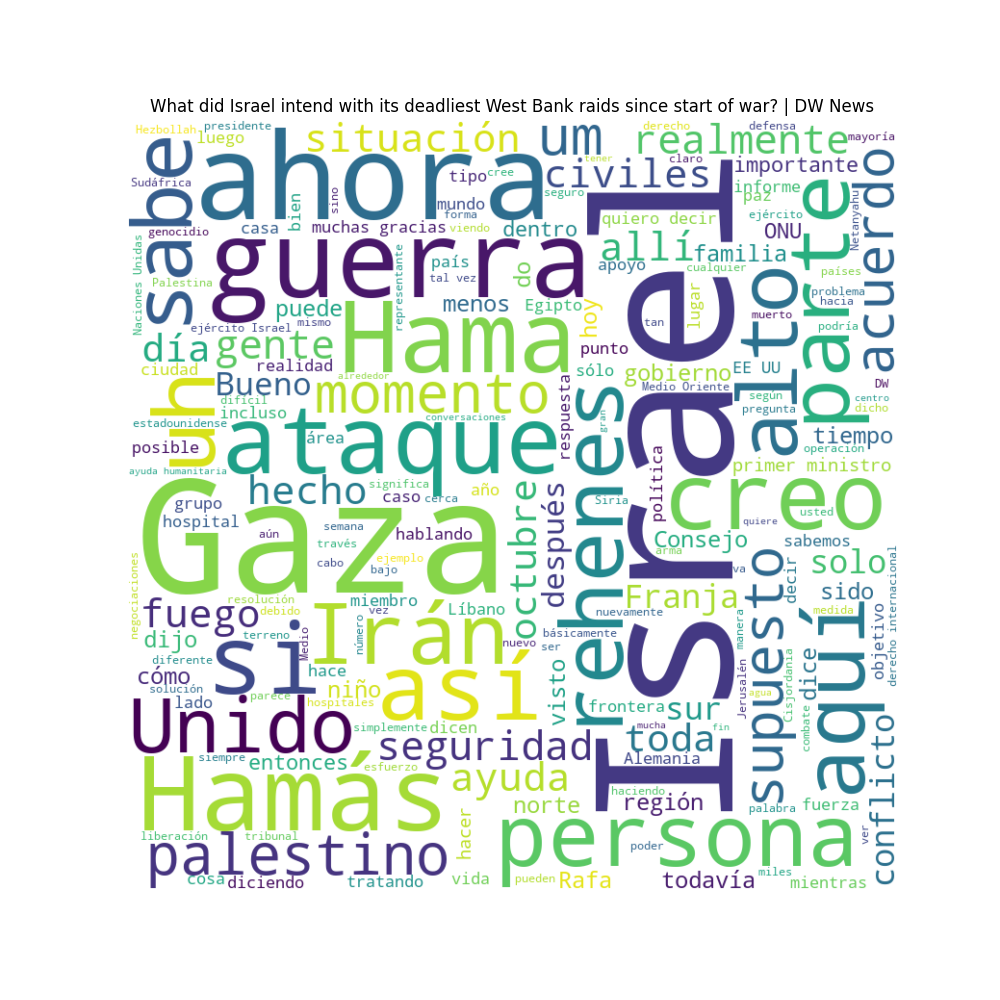 What did Israel intend with its deadliest West Bank raids since start of war? | DW News
Hezbollah
presidente
luego
situación
um
derecho
realmente
defensa
mayoría
sabe
ahora
tener
claro
importante
tipo
cree
civiles
Sudáfrica
sino
seguro
informe
paz
mundo
forma
bien
casa
muchas gracias
viendo
dentro
quiero decir
ejército
ONU
Netanyahu
acuerdo
genocidio
Naciones Unidas
guerra
representante
país
tal vez
do
allí
familia
apoyo
cualquier
países
Palestina
puede
menos
Egipto
hoy
lugar
alto
parte
problema
hacia
muerto
podría
ejército Israel
mismo
Hama
tan
Israel
día
gente
realidad
punto
sólo
gobierno
EE UU
DW
ciudad
alrededor
Bueno
momento
Medio Oriente
según
centro
difícil
incluso
conversaciones
respuesta
gran
pregunta
dicho
estadounidense
uh
área
ataque
tiempo
posible
operación
ayuda humanitaria
hecho
significa
caso
cerca
año
octubre
después
rehenes
Siria
política
primer ministro
creo
usted
grupo
hospital
Gaza
semana
aún
hablando
quiere
través
Consejo
sabemos
ejemplo
arma
cabo
bajo
va
decir
solo
negociaciones
resolución
debido
miembro
vez
Líbano
Franja
nuevamente
sido
medida
fuego
Irán
número
terreno
básicamente
manera
supuesto
objetivo
derecho internacional
dijo
si
Medio
nuevo
ser
diferente
cómo
hace
así
visto
Jerusalén
Cisjordania
dice
aquí
solución
niño
agua
lado
hospitales
frontera
sur
parece
Unido
simplemente
dicen
mucha
fin
combate
seguridad
toda
siempre
entonces
esfuerzo
Alemania
conflicto
Hamás
ayuda
haciendo
norte
región
palabra
fuerza
liberación
tribunal
hacer
persona
poder
ver
palestino
cosa
diciendo
tratando
vida
pueden
Rafa
todavía
miles
mientras